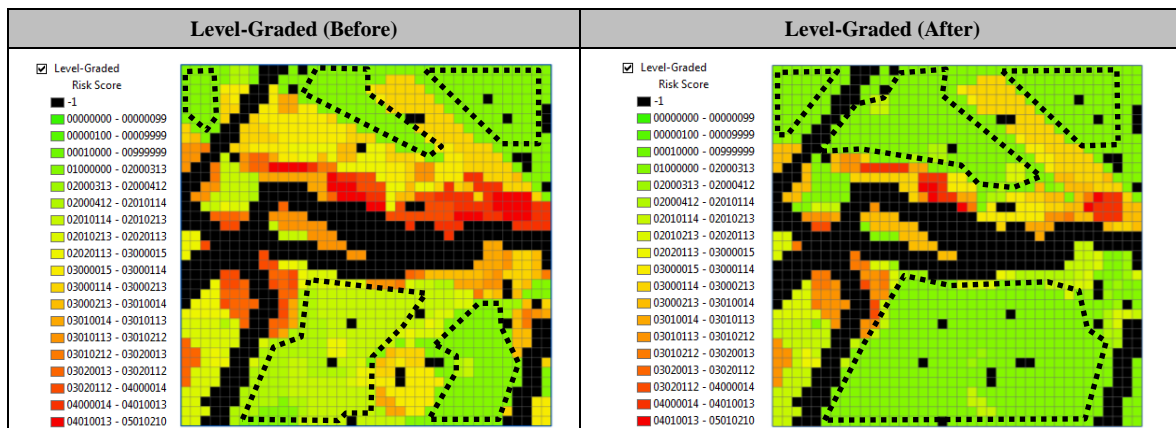 Level-Graded (Before)
Level-Graded (After)
Level-Graded
Risk Score
-1
00000000 - 00000099
00000100 - 00009999
00010000 - 00999999
01000000 - 02000313
02000313 - 02000412
02000412 - 02010114
02010114 - 02010213
02010213 - 02020113
02020113 - 03000015
03000015 - 03000114
03000114 - 03000213
03000213 - 03010014
03010014 - 03010113
03010113 - 03010212
03010212 - 03020013
03020013 - 03020112
03020112 - 04000014
04000014 - 04010013
04010013 - 05010210
Level-Graded
Risk Score
-1
00000000 - 00000099
00000100 - 00009999
00010000 - 00999999
01000000 - 02000313
02000313 - 02000412
02000412 - 02010114
02010114 - 02010213
02010213 - 02020113
02020113 - 03000015
03000015 - 03000114
03000114 - 03000213
03000213 - 03010014
03010014 - 03010113
03010113 - 03010212
03010212 - 03020013
03020013 - 03020112
03020112 - 04000014
04000014 - 04010013
04010013 - 05010210